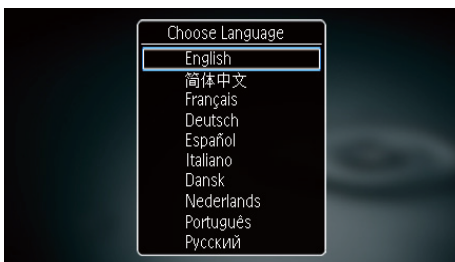 Choose Language
English
简体中文
Français
Deutsch
Español
Italiano
Dansk
Nederlands
Português
Русский